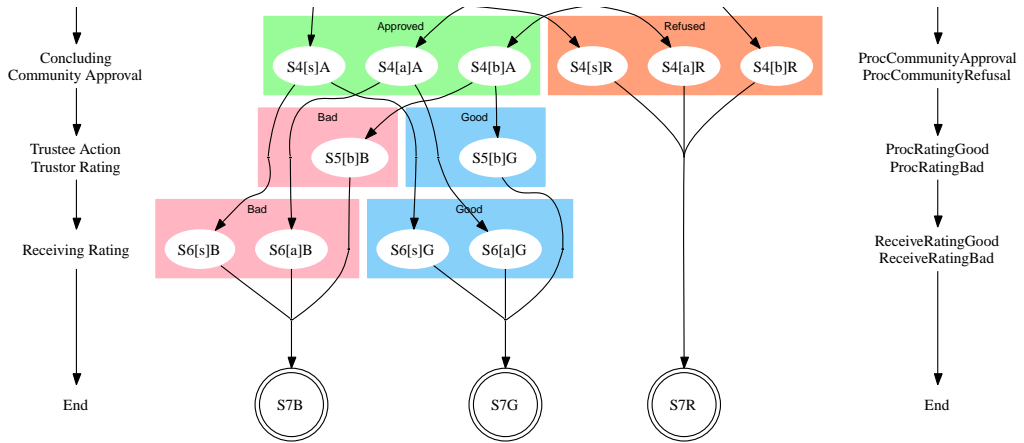 Approved
Refused
Concluding
Community Approval
S4[s]A
S4[a]A
S4[b]A
S4[s]R
S4[a]R
S4[b]R
ProcCommunityApproval
ProcCommunityRefusal
Bad
Good
Trustee Action
Trustor Rating
S5[b]B
S5[b]G
ProcRatingGood
ProcRatingBad
Bad
Good
Receiving Rating
S6[s]B
S6[a]B
S6[s]G
S6[a]G
ReceiveRatingGood
ReceiveRatingBad
End
S7B
S7G
S7R
End